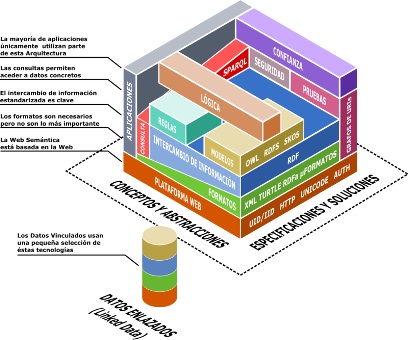 La mayoría de aplicaciones
únicamente utilizan parte
de esta Arquitectura
Las consultas permiten
aceder a datos concretos
El intercambio de información
estandarizada es clave
Los formatos son necesarios
pero no son lo más importante
La Web Semántica
está basada en la Web
APLICACIONES
CONFIANZA
SPARQL
SEGURIDAD
PRUEBAS
LÓGICA
CONSULTA
REGLAS
MODELOS
OWL RDFS SKOS
GRAFOS DE URIs
INTERCAMBIO DE INFORMACIÓN
RDF
FORMATOS
XML TURTLE RDFa µFORMATOS
PLATAFORMA WEB
UID/IID HTTP UNICODE AUTH
CONCEPTOS Y ABSTRACCIONES
ESPECIFICACIONES Y SOLUCIONES
Los Datos Vinculados usan
una pequeña selección de
éstas tecnologías
DATOS ENLAZADOS
(Linked Data)